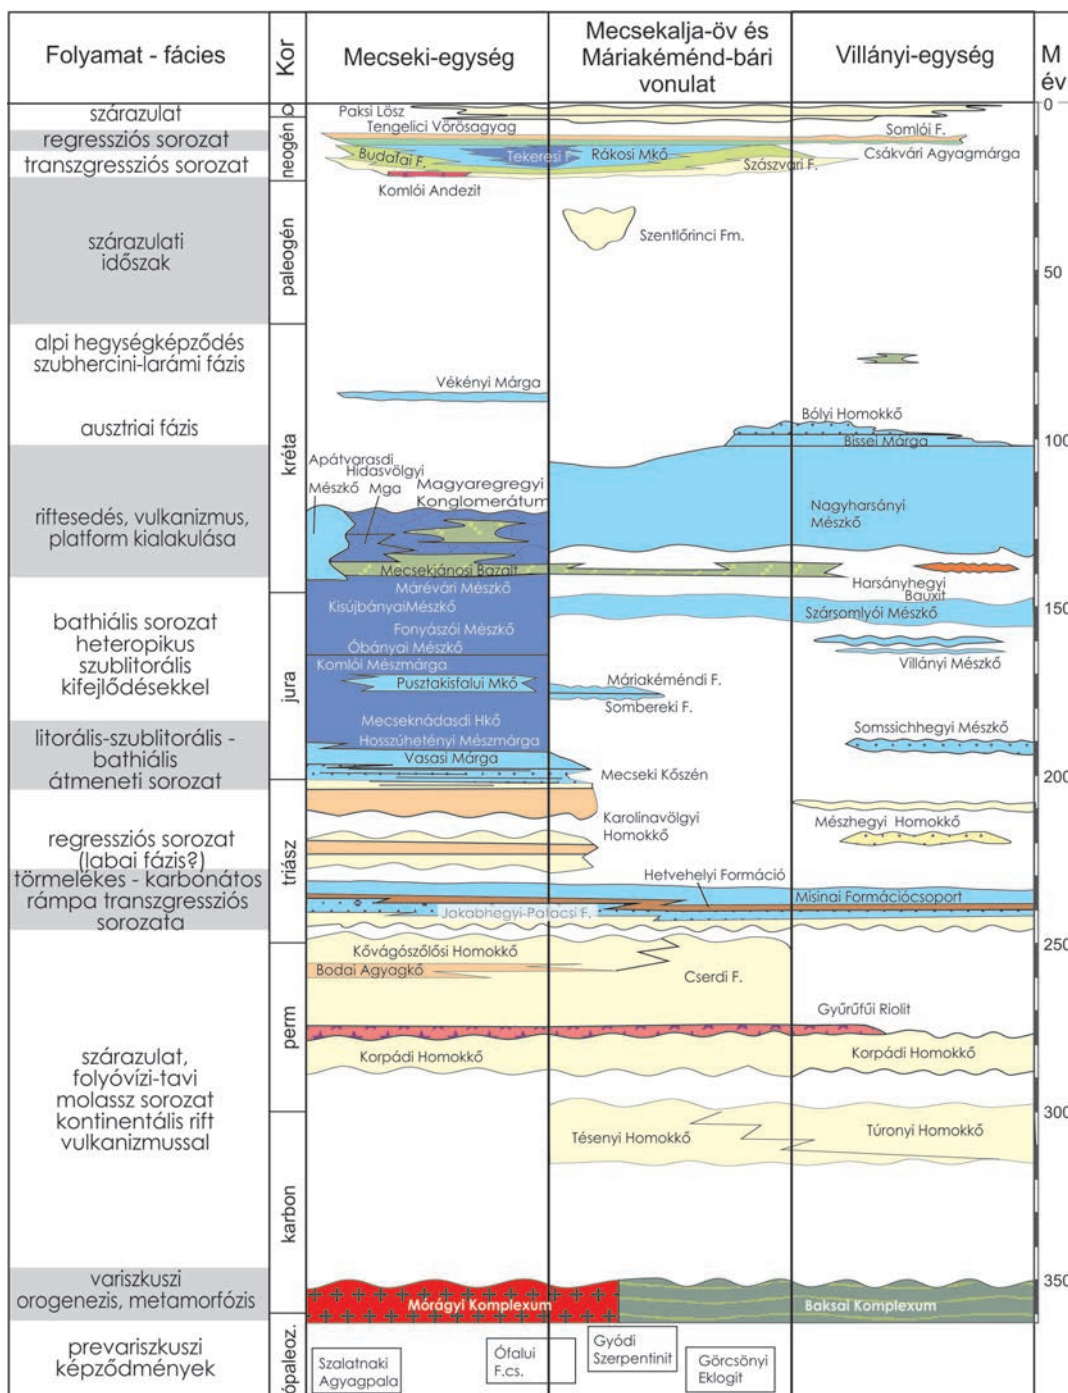 Folyamat - fácies
Kor
Mecseki-egység
Mecsekalja-öv és
Máriakéménd-bári
vonulat
Villányi-egység
M
év
szárazulat
regressziós sorozat
transzgressziós sorozat
szárazulati
időszak
alpi hegységképződés
szubhercini-larámi fázis
ausztriai fázis
riftesedés, vulkanizmus,
platform kialakulása
bathiális sorozat
heteropikus
szublitorális
kifejlődésekkel
litorális-szublitorális -
bathiális
átmeneti sorozat
regressziós sorozat
(labai fázis?)
törmelékes - karbonátos
rámpa transzgressziós
sorozata
szárazulat,
folyóvízi-tavi
molassz sorozat
kontinentális rift
vulkanizmussal
variszkuszi
orogenezis, metamorfózis
prevariszkuszi
képződmények
Q
neogén
paleogén
kréta
jura
triász
perm
karbon
ópaleoz.
Paksi Lösz
Tengelici Vörösagyag
Somlói F.
Budafai F.
Tekeresi F
Rákosi Mkő
Csákvári Agyagmárga
Szászvári F.
Komlói Andezit
Szentlőrinci Fm.
Vékényi Márga
Bólyi Homokkő
Bissei Márga
Apátvarasdi
Mészkő
Hidasvölgyi
Mga
Magyaregregyi
Konglomerátum
Nagyharsányi
Mészkő
Mecsekjánosi Bazalt
Harsányhegyi
Bauxit
Márévári Mészkő
KisújbányaiMészkő
Szársomlyói Mészkő
Fonyászói Mészkő
Óbányai Mészkő
Villányi Mészkő
Komlói Mészmárga
Pusztakisfalui Mkő
Máriakéméndi F.
Sombereki F.
Mecseknádasdi Hkő
Somssichhegyi Mészkő
Hosszúhetényi Mészmárga
Vasasi Márga
Mecseki Kőszén
Karolinavölgyi
Homokkő
Mészhegyi Homokkő
Hetvehelyi Formáció
Misinai Formációcsoport
Jakabhegyi-Patacsi F.
Kővágószőlősi Homokkő
Bodai Agyagkő
Cserdi F.
Gyűrűfűi Riolit
Korpádi Homokkő
Korpádi Homokkő
Tésenyi Homokkő
Túronyi Homokkő
Mórágyi Komplexum
Baksai Komplexum
Szalatnaki
Agyagpala
Ófalui
F.cs.
Gyódi
Szerpentinit
Görcsönyi
Eklogit
0
50
100
150
200
250
300
350